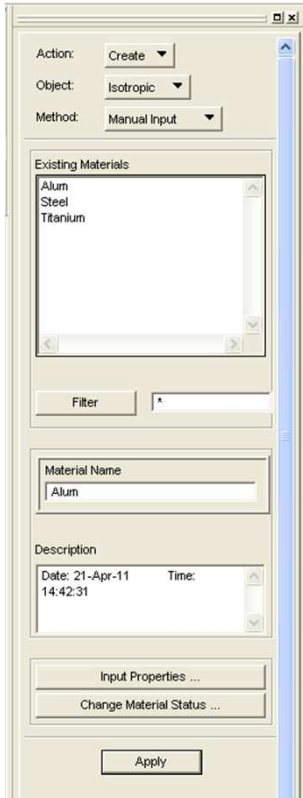 Action: Create
Object: Isotropic
Method: Manual Input
Existing Materials
Alum
Steel
Titanium
Filter *
Material Name
Alum
Description
Date: 21-Apr-11 Time:
14:42:31
Input Properties ...
Change Material Status ...
Apply